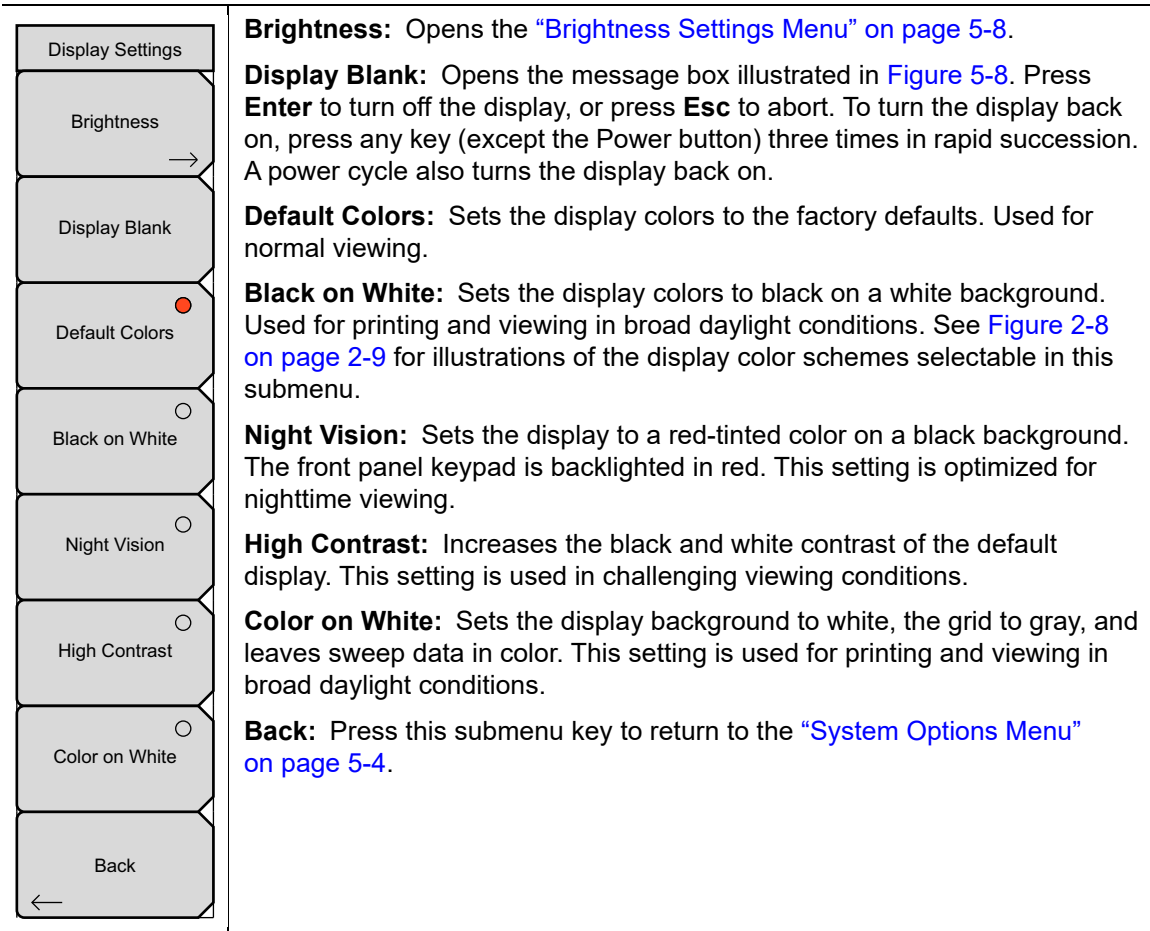 Display Settings
Brightness
Display Blank
Default Colors
Black on White
Night Vision
High Contrast
Color on White
Back
Brightness: Opens the “Brightness Settings Menu” on page 5-8.
Display Blank: Opens the message box illustrated in Figure 5-8. Press
Enter to turn off the display, or press Esc to abort. To turn the display back
on, press any key (except the Power button) three times in rapid succession.
A power cycle also turns the display back on.
Default Colors: Sets the display colors to the factory defaults. Used for
normal viewing.
Black on White: Sets the display colors to black on a white background.
Used for printing and viewing in broad daylight conditions. See Figure 2-8
on page 2-9 for illustrations of the display color schemes selectable in this
submenu.
Night Vision: Sets the display to a red-tinted color on a black background.
The front panel keypad is backlighted in red. This setting is optimized for
nighttime viewing.
High Contrast: Increases the black and white contrast of the default
display. This setting is used in challenging viewing conditions.
Color on White: Sets the display background to white, the grid to gray, and
leaves sweep data in color. This setting is used for printing and viewing in
broad daylight conditions.
Back: Press this submenu key to return to the “System Options Menu”
on page 5-4.